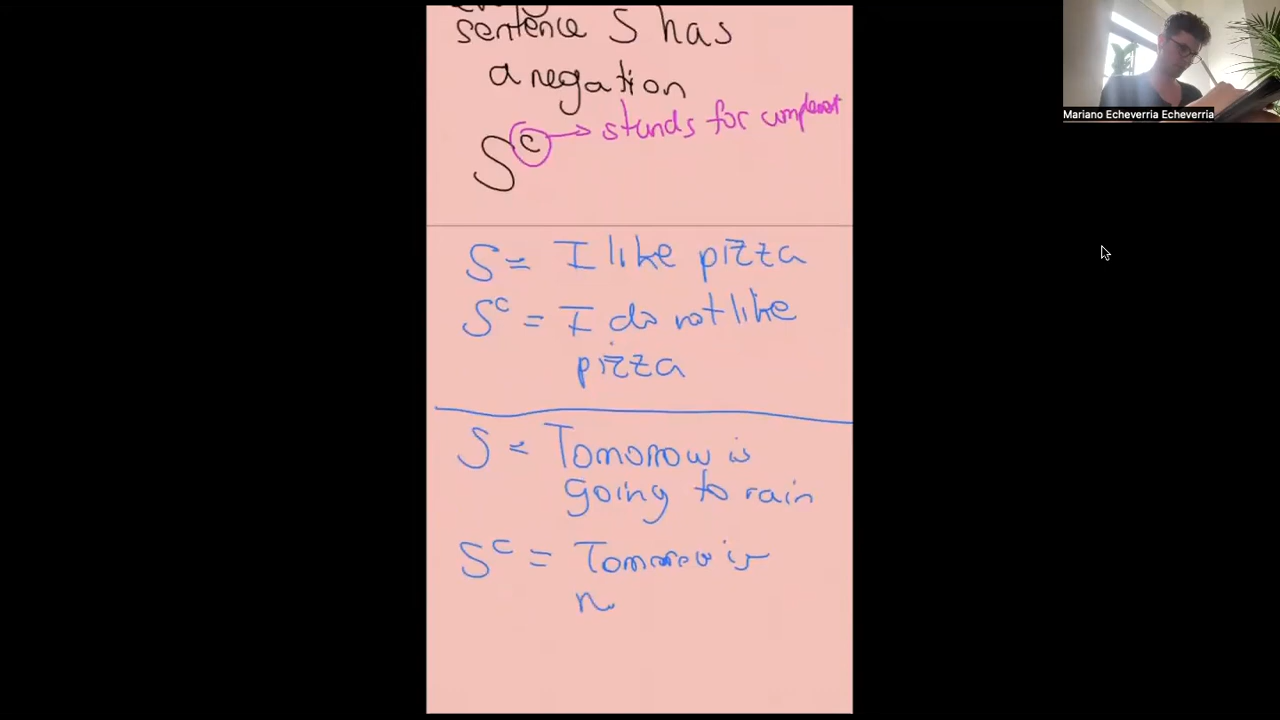 sentence S has
a negation
S^c → stands for complement
S = I like pizza
S^c = I do not like
pizza
S = Tomorrow is
going to rain
S^c = Tomorrow is
no
Mariano Echeverria Echeverria